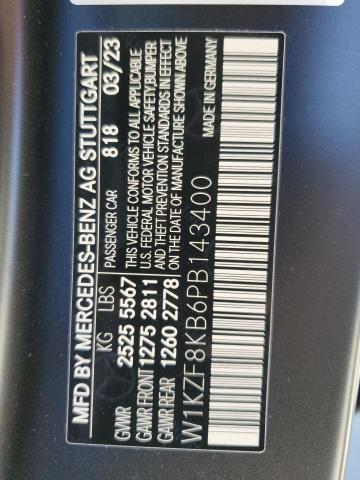 MFD BY MERCEDES-BENZ AG STUTTGART
PASSENGER CAR 818 03/23
KG LBS
GVWR 2525 5567
GAWR FRONT 1275 2811
GAWR REAR 1260 2778
THIS VEHICLE CONFORMS TO ALL APPLICABLE
U.S. FEDERAL MOTOR VEHICLE SAFETY, BUMPER
AND THEFT PREVENTION STANDARDS IN EFFECT
ON THE DATE OF MANUFACTURE SHOWN ABOVE
MADE IN GERMANY
W1KZF8KB6PB143400